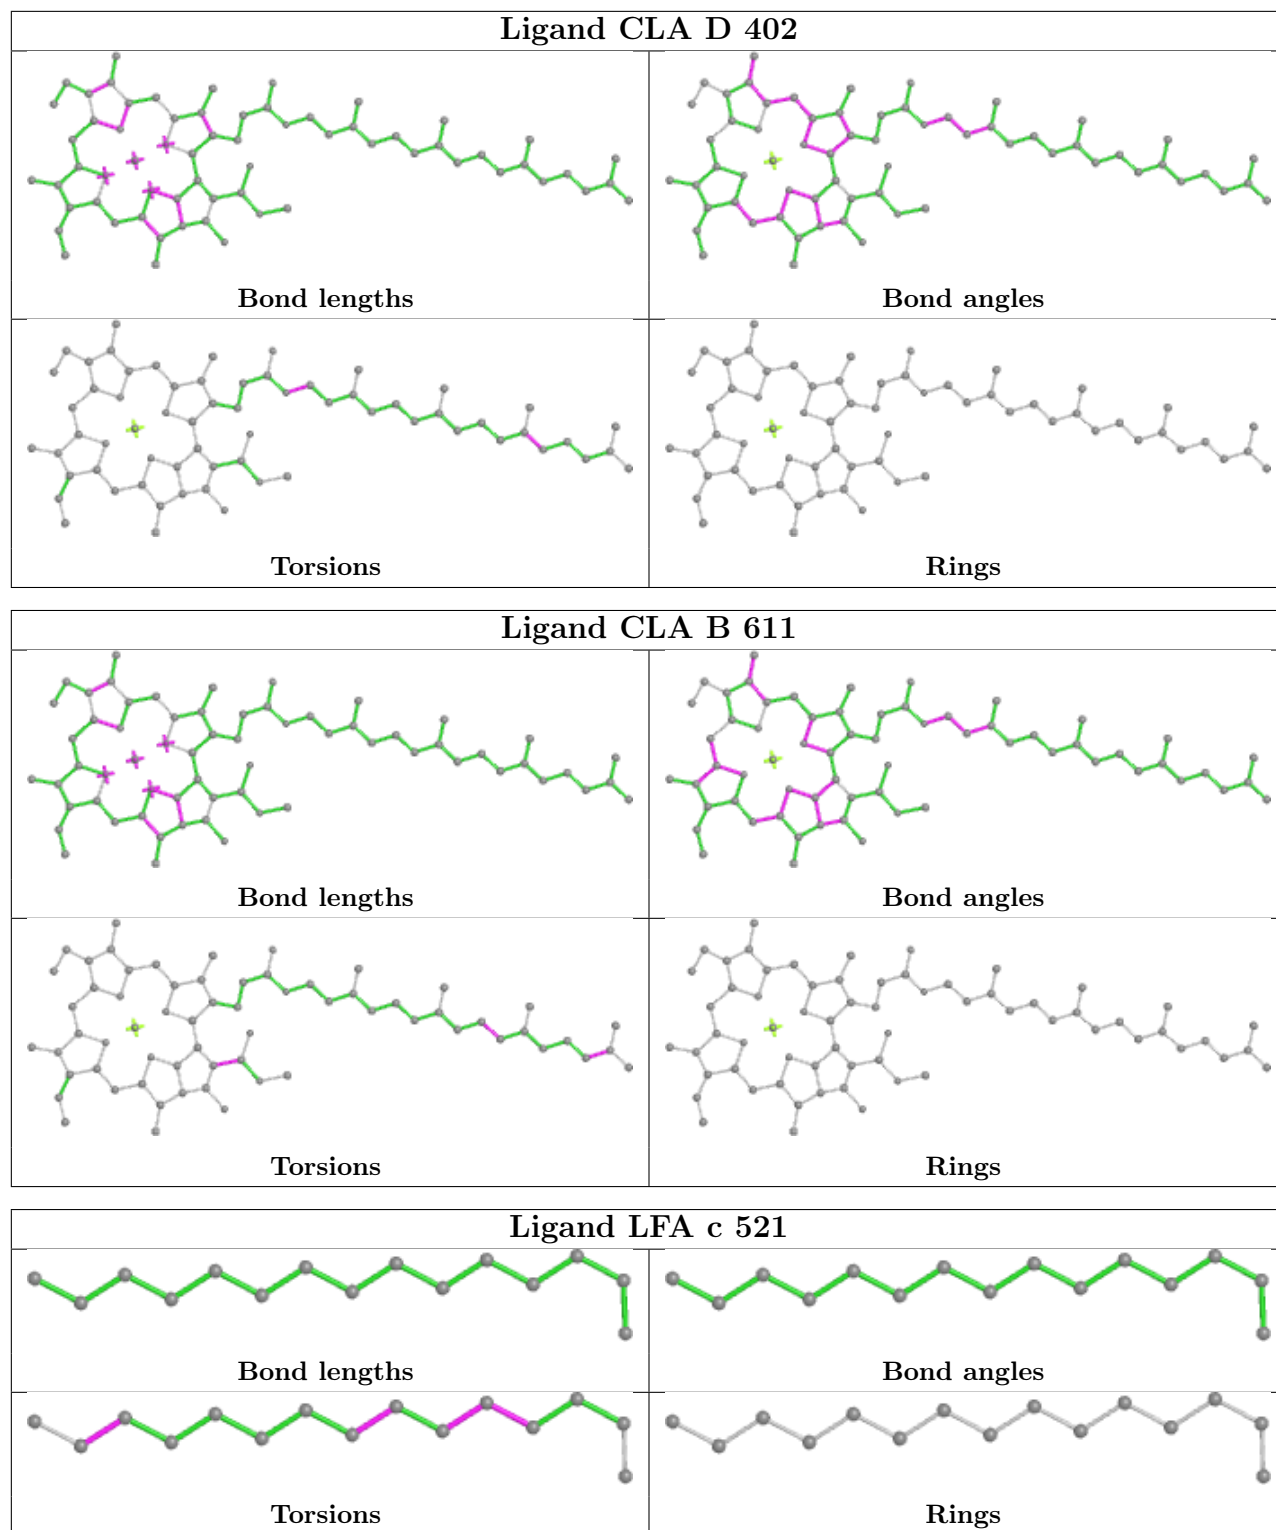 Ligand CLA D 402
Bond lengths
Bond angles
Torsions
Rings
Ligand CLA B 611
Bond lengths
Bond angles
Torsions
Rings
Ligand LFA c 521
Bond lengths
Bond angles
Torsions
Rings